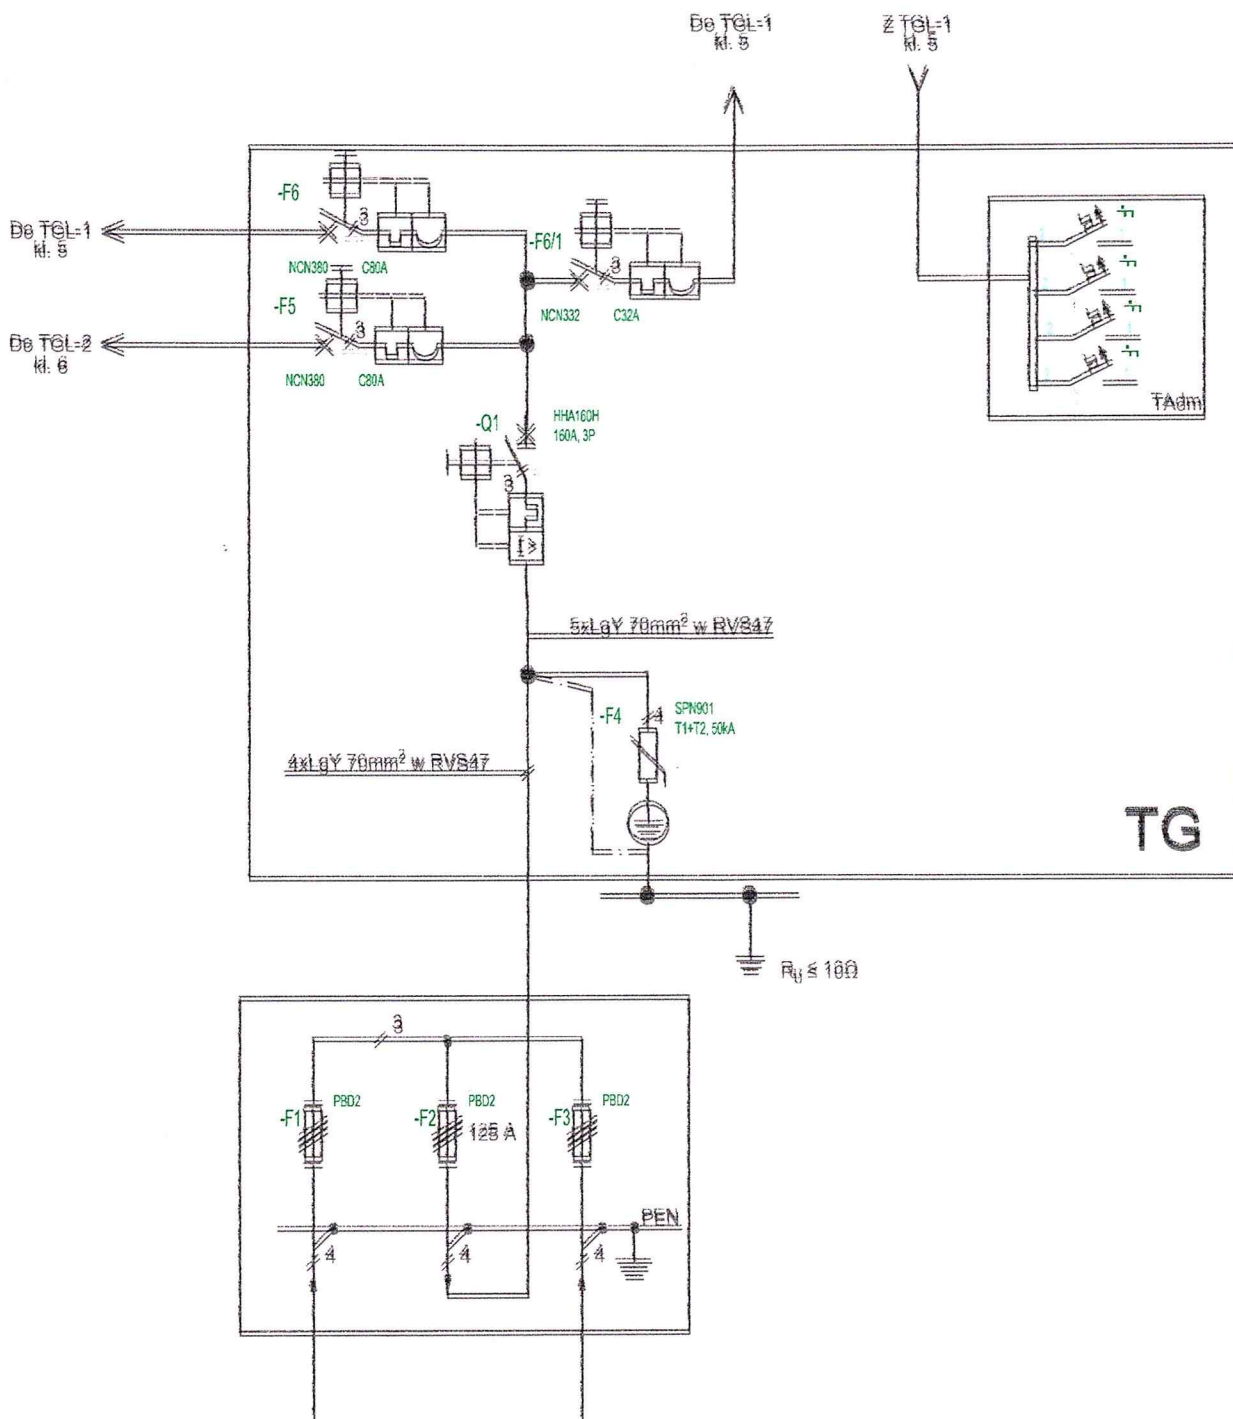 Do TGL-1
kl. 5
Z TGL-1
kl. 5
-F6
3
Do TGL-1
kl. 5
NCN380 C80A
-F6/1
3
NCN332 C32A
-F5
3
Do TGL-2
kl. 6
NCN380 C80A
-F
-F
-F
-F
TAdm
-Q1
HHA160H
160A, 3P
3
I>
5xLgY 70mm² w RVS47
-F4
4
SPN901
T1+T2, 50kA
4xLgY 70mm² w RVS47
TG
Ru ≤ 10Ω
3
-F1
PBD2
-F2
PBD2
125 A
-F3
PBD2
PEN
4
4
4